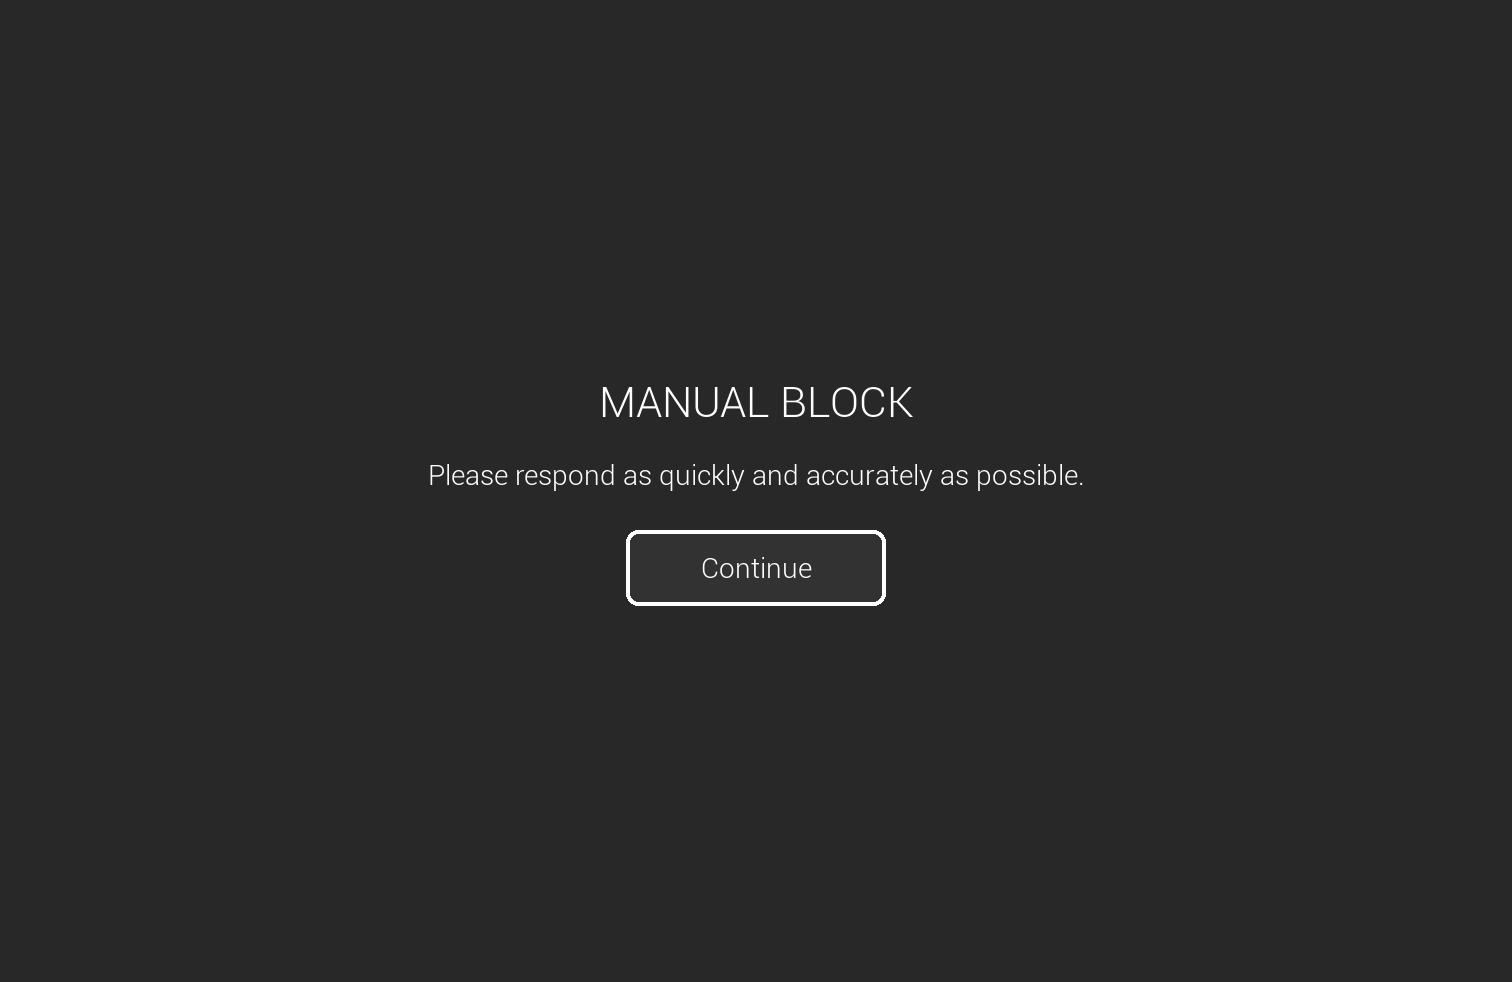 MANUAL BLOCK
Please respond as quickly and accurately as possible.
Continue